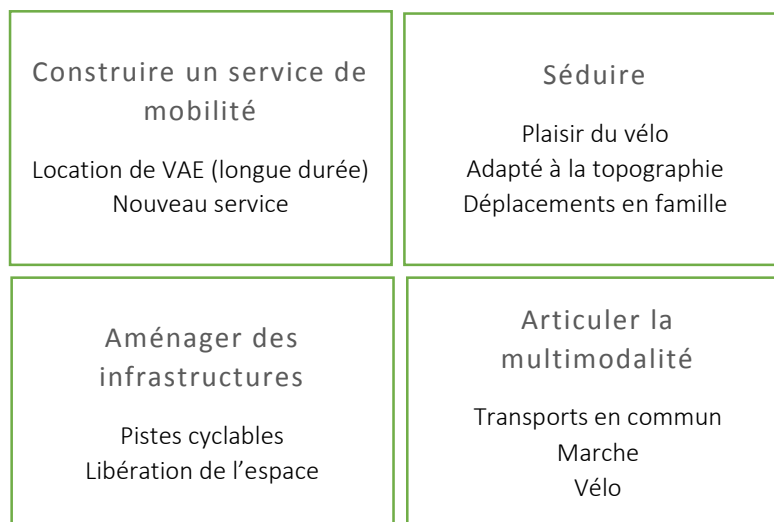 Construire un service de
mobilité
Location de VAE (longue durée)
Nouveau service
Séduire
Plaisir du vélo
Adapté à la topographie
Déplacements en famille
Aménager des
infrastructures
Pistes cyclables
Libération de l’espace
Articuler la
multimodalité
Transports en commun
Marche
Vélo